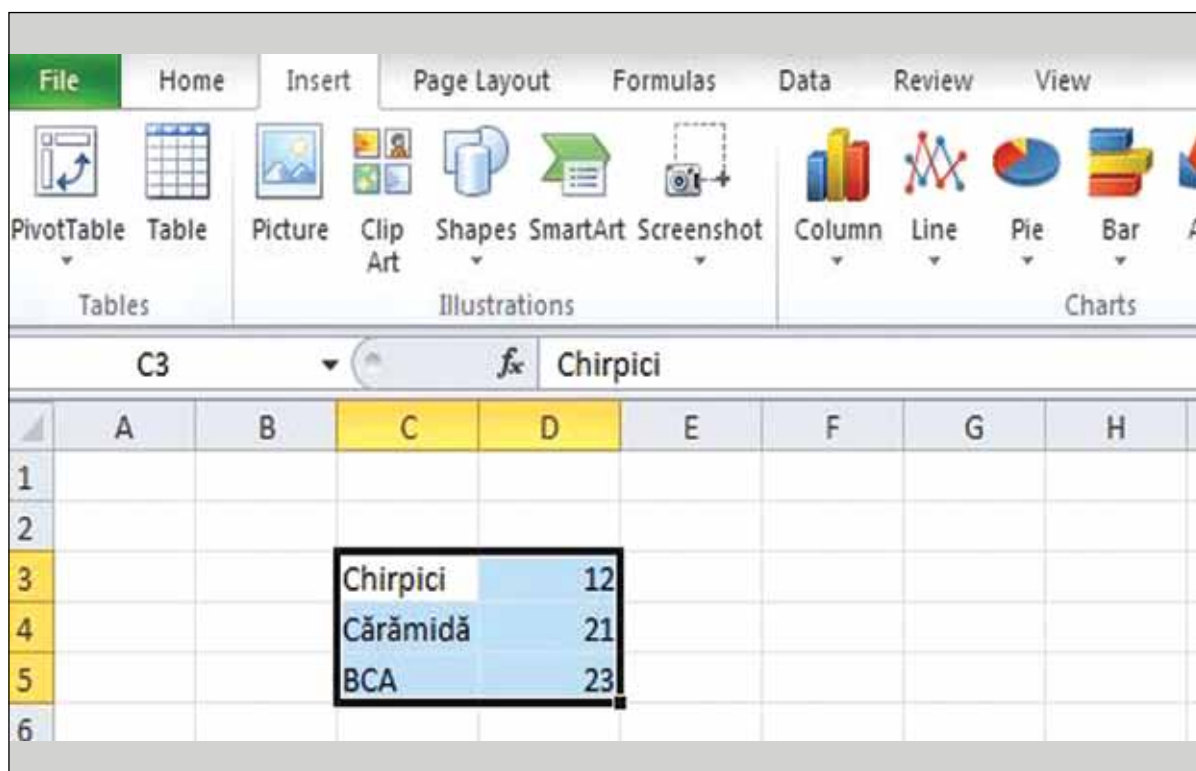 File Home Insert Page Layout Formulas Data Review View
PivotTable Table Picture Clip Art Shapes SmartArt Screenshot Column Line Pie Bar
Tables Illustrations Charts
C3 fx Chirpici
A B C D E F G H
1
2
3 Chirpici 12
4 Cărămidă 21
5 BCA 23
6